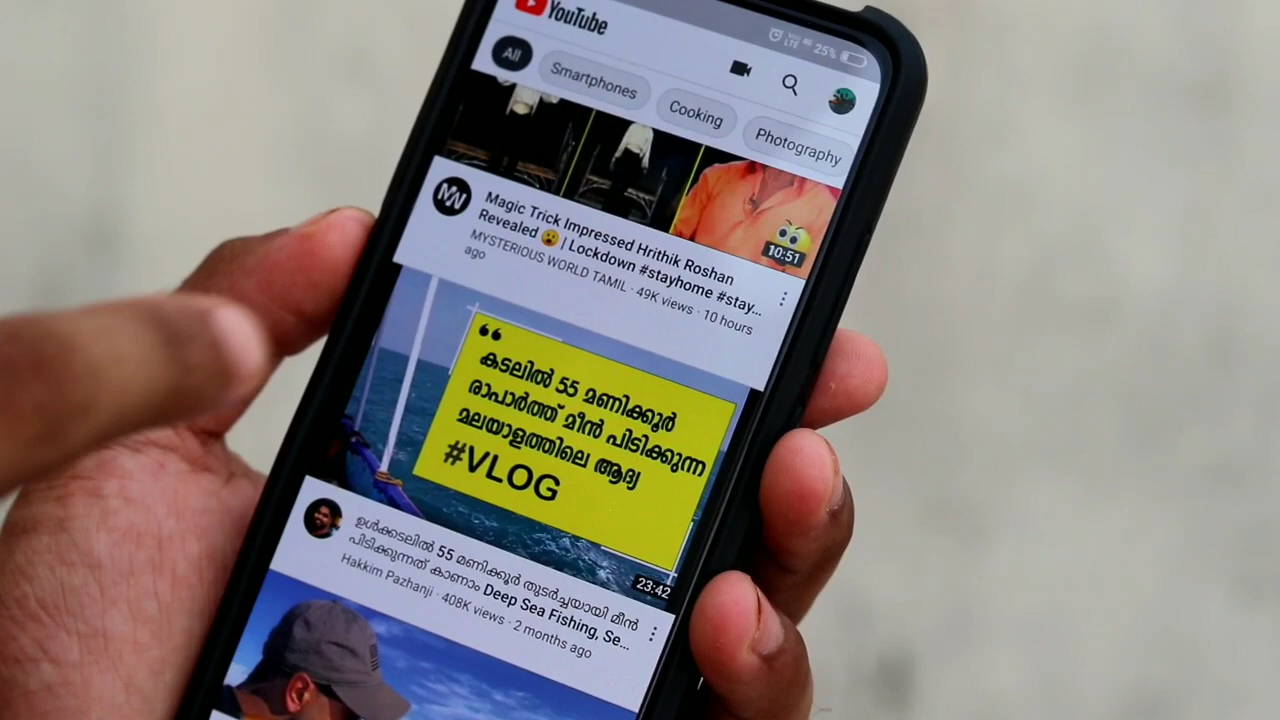 YouTube
25%
All
Smartphones
Cooking
Photography
10:51
Magic Trick Impressed Hrithik Roshan
Revealed 😮 | Lockdown #stayhome #stay...
MYSTERIOUS WORLD TAMIL · 49K views · 10 hours
ago
“
കടലിൽ 55 മണിക്കൂർ
രാപാർത്ത് മീൻ പിടിക്കുന്ന
മലയാളത്തിലെ ആദ്യ
#VLOG
23:42
ഉൾക്കടലിൽ 55 മണിക്കൂർ തുടർച്ചയായി മീൻ
പിടിക്കുന്നത് കാണാം Deep Sea Fishing, Se...
Hakkim Pazhanji · 408K views · 2 months ago